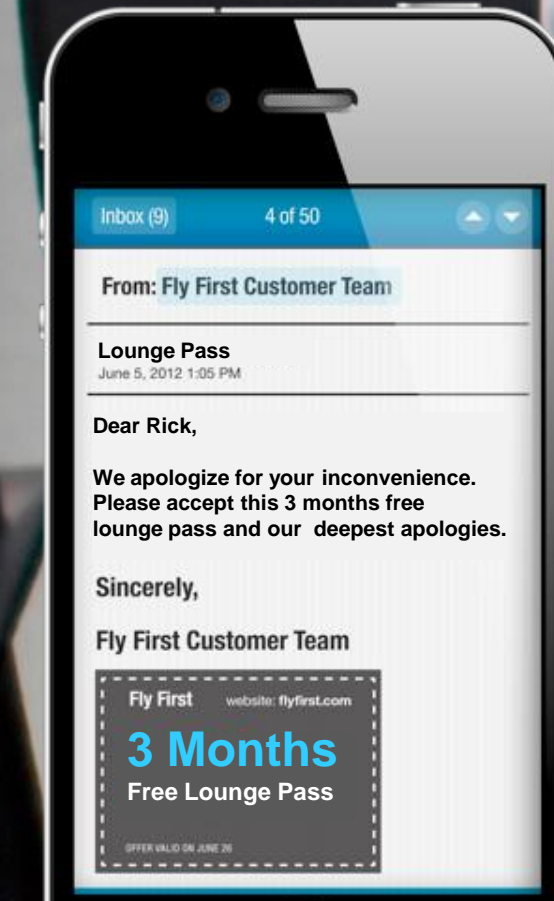 Inbox (9) 4 of 50
From: Fly First Customer Team
Lounge Pass
June 5, 2012 1:05 PM
Dear Rick,
We apologize for your inconvenience.
Please accept this 3 months free
lounge pass and our deepest apologies.
Sincerely,
Fly First Customer Team
Fly First website: flyfirst.com
3 Months
Free Lounge Pass
OFFER VALID ON JUNE 26